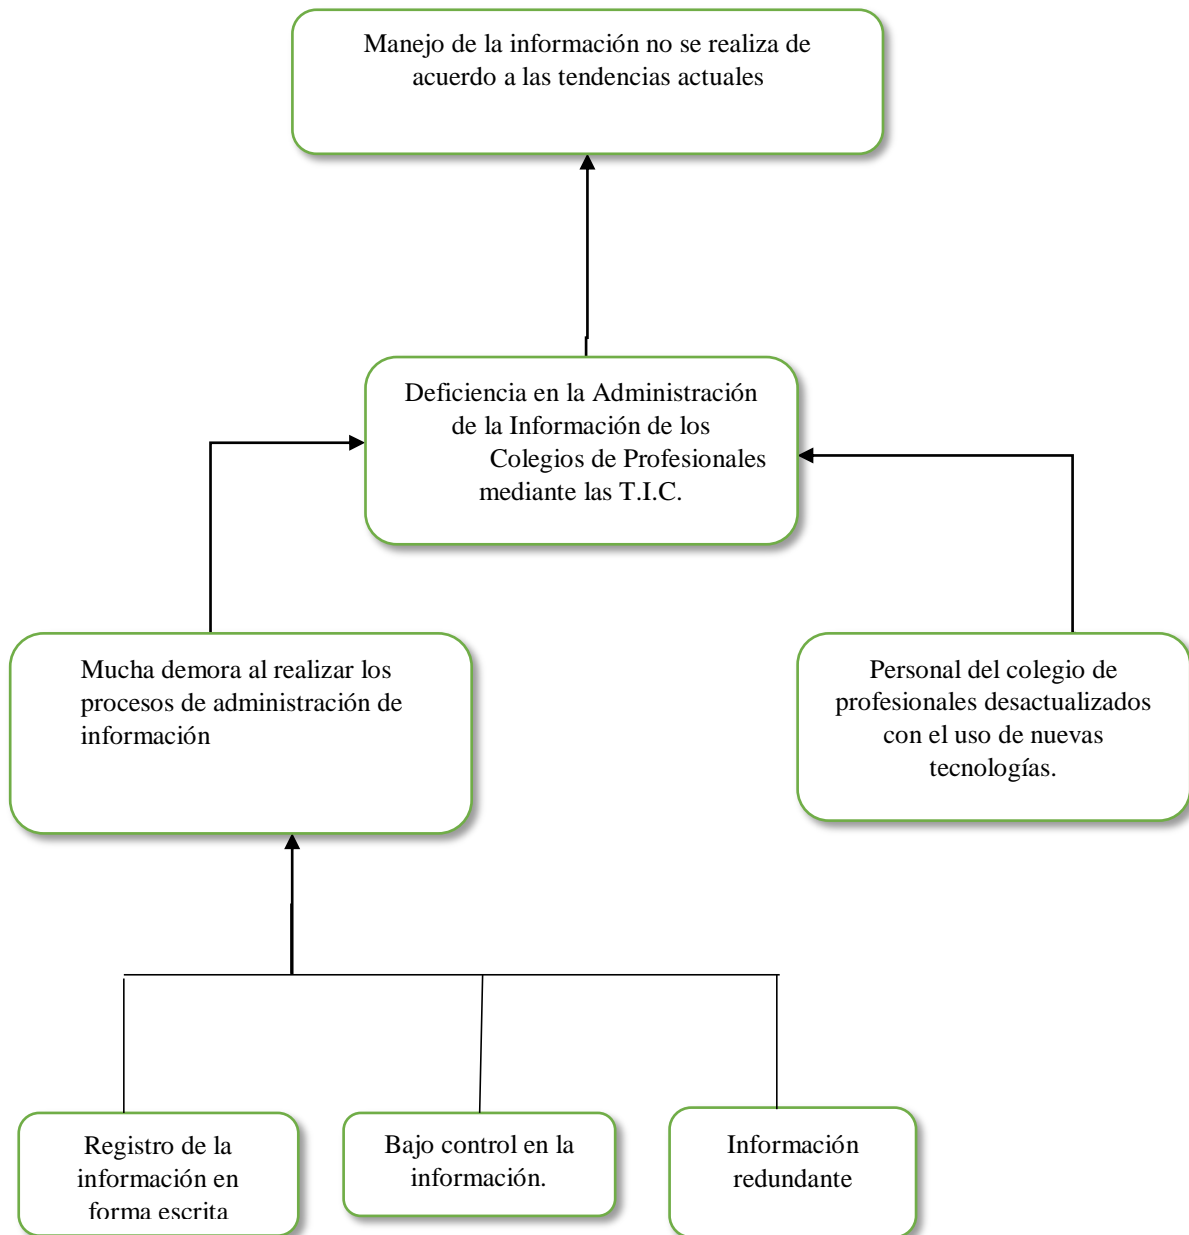 Manejo de la información no se realiza de
acuerdo a las tendencias actuales
Deficiencia en la Administración
de la Información de los
Colegios de Profesionales
mediante las T.I.C.
Mucha demora al realizar los
procesos de administración de
información
Personal del colegio de
profesionales desactualizados
con el uso de nuevas
tecnologías.
Registro de la
información en
forma escrita
Bajo control en la
información.
Información
redundante